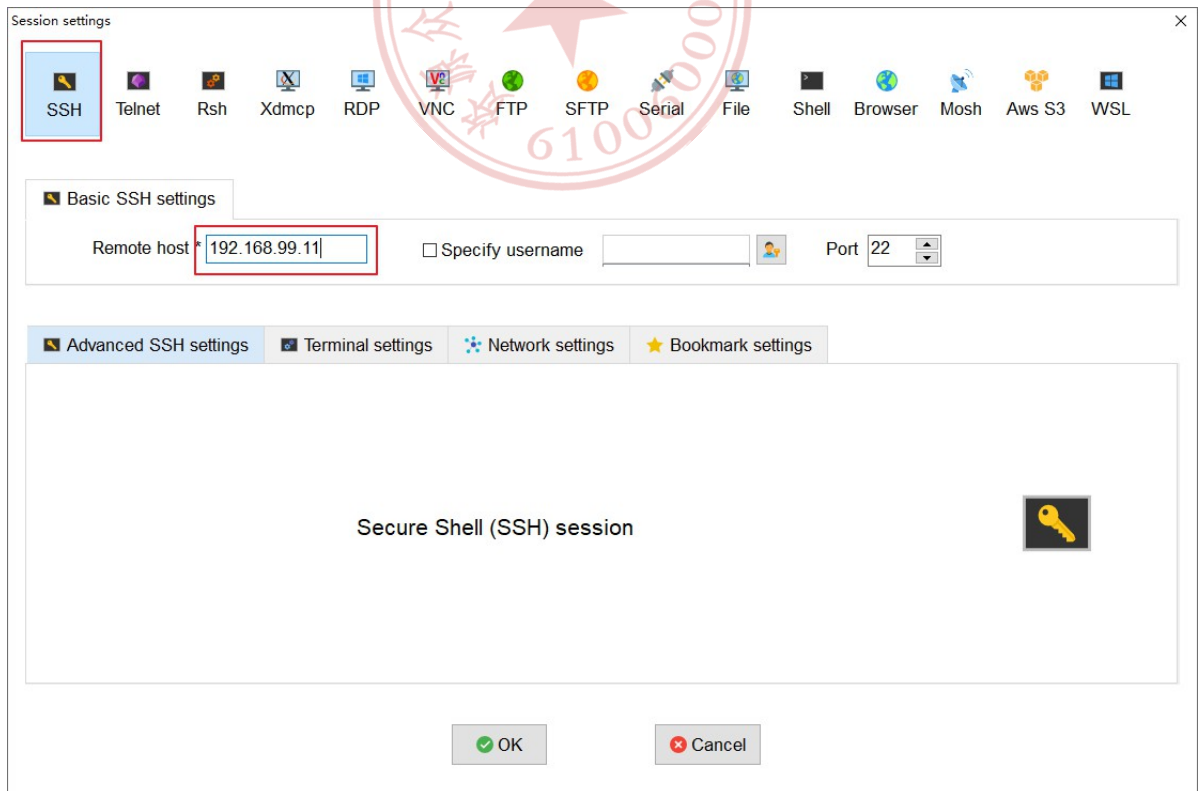 Session settings
SSH Telnet Rsh Xdmcp RDP VNC FTP SFTP Serial File Shell Browser Mosh Aws S3 WSL
61006000
Basic SSH settings
Remote host * 192.168.99.11 Specify username Port 22
Advanced SSH settings Terminal settings Network settings Bookmark settings
Secure Shell (SSH) session
OK Cancel